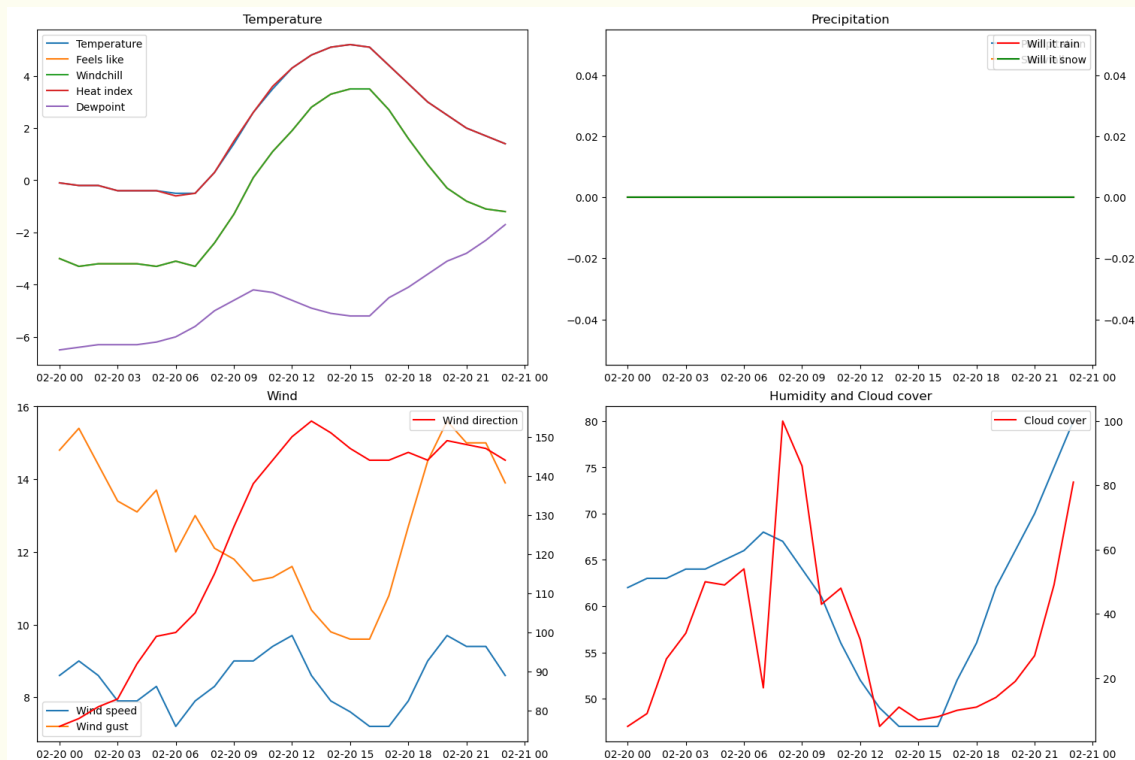 Temperature
Temperature
Feels like
Windchill
Heat index
Dewpoint
4
2
0
−2
−4
−6
02-20 00 02-20 03 02-20 06 02-20 09 02-20 12 02-20 15 02-20 18 02-20 21 02-21 00
Precipitation
Will it rain
Will it snow
0.04
0.02
0.00
−0.02
−0.04
0.04
0.02
0.00
−0.02
−0.04
02-20 00 02-20 03 02-20 06 02-20 09 02-20 12 02-20 15 02-20 18 02-20 21 02-21 00
Wind
Wind direction
Wind speed
Wind gust
16
14
12
10
8
150
140
130
120
110
100
90
80
02-20 00 02-20 03 02-20 06 02-20 09 02-20 12 02-20 15 02-20 18 02-20 21 02-21 00
Humidity and Cloud cover
Cloud cover
80
75
70
65
60
55
50
100
80
60
40
20
02-20 00 02-20 03 02-20 06 02-20 09 02-20 12 02-20 15 02-20 18 02-20 21 02-21 00